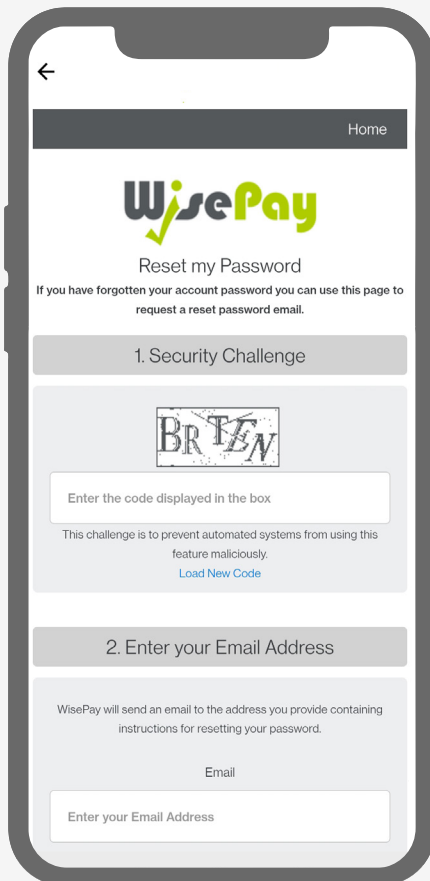 Home
WisePay
Reset my Password
If you have forgotten your account password you can use this page to
request a reset password email.
1. Security Challenge
BRTEN
Enter the code displayed in the box
This challenge is to prevent automated systems from using this
feature maliciously.
Load New Code
2. Enter your Email Address
WisePay will send an email to the address you provide containing
instructions for resetting your password.
Email
Enter your Email Address